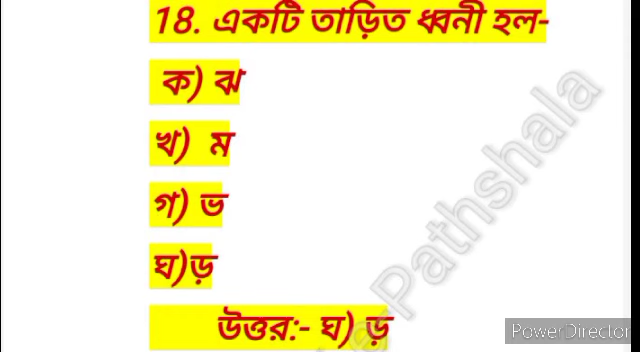 18. একটি তাড়িত ধ্বনী হল-
ক) ঝ
খ) ম
গ) ভ
ঘ)ড়
উত্তর:- ঘ) ড়
Pathshala
PowerDirector